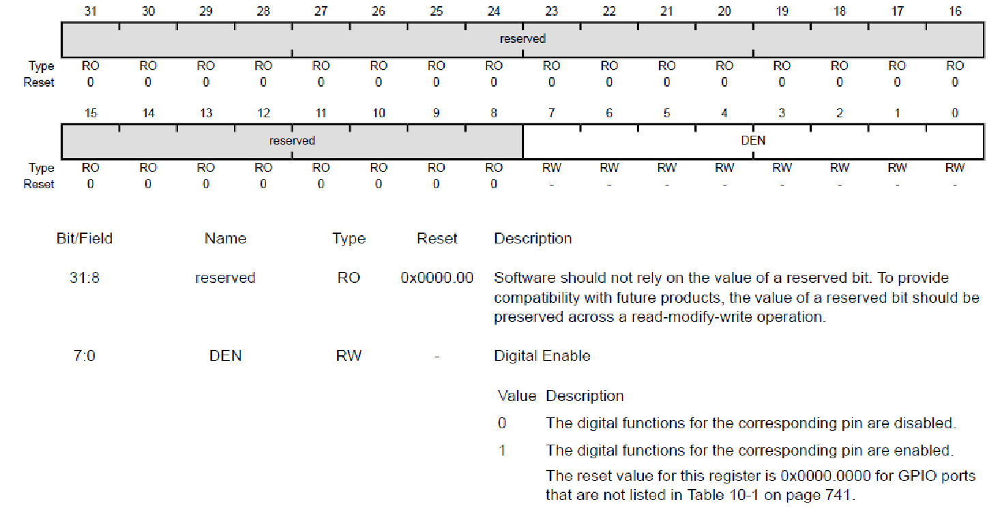 31 30 29 28 27 26 25 24 23 22 21 20 19 18 17 16
reserved
Type RO RO RO RO RO RO RO RO RO RO RO RO RO RO RO RO
Reset 0 0 0 0 0 0 0 0 0 0 0 0 0 0 0 0
15 14 13 12 11 10 9 8 7 6 5 4 3 2 1 0
reserved DEN
Type RO RO RO RO RO RO RO RO RW RW RW RW RW RW RW RW
Reset 0 0 0 0 0 0 0 0 - - - - - - - -
Bit/Field Name Type Reset Description
31:8 reserved RO 0x0000.00 Software should not rely on the value of a reserved bit. To provide
compatibility with future products, the value of a reserved bit should be
preserved across a read-modify-write operation.
7:0 DEN RW - Digital Enable
Value Description
0 The digital functions for the corresponding pin are disabled.
1 The digital functions for the corresponding pin are enabled.
The reset value for this register is 0x0000.0000 for GPIO ports
that are not listed in Table 10-1 on page 741.